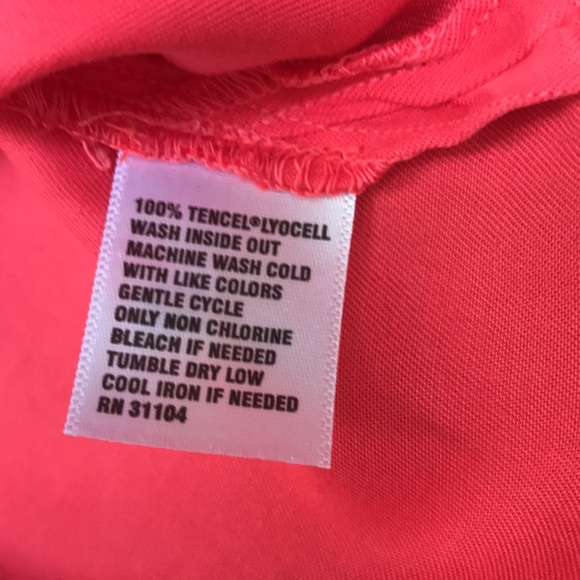 100% TENCEL®LYOCELL
WASH INSIDE OUT
MACHINE WASH COLD
WITH LIKE COLORS
GENTLE CYCLE
ONLY NON CHLORINE
BLEACH IF NEEDED
TUMBLE DRY LOW
COOL IRON IF NEEDED
RN 31104